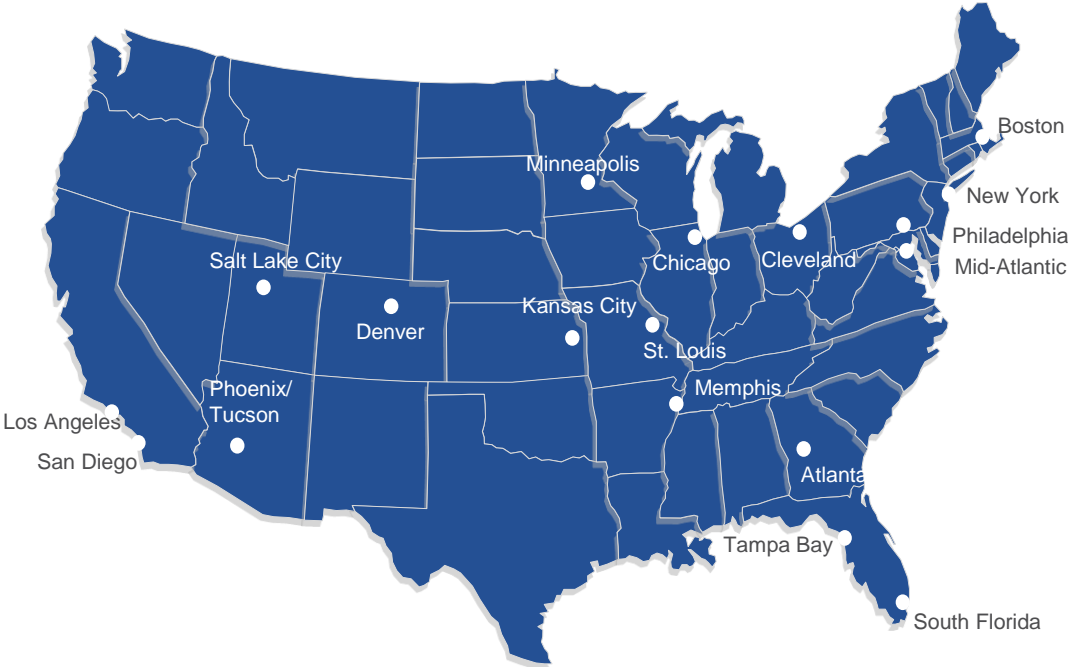 Boston
Minneapolis
New York
Philadelphia
Salt Lake City
Chicago
Cleveland
Mid-Atlantic
Kansas City
Denver
St. Louis
Phoenix/
Tucson
Memphis
Los Angeles
San Diego
Atlanta
Tampa Bay
South Florida